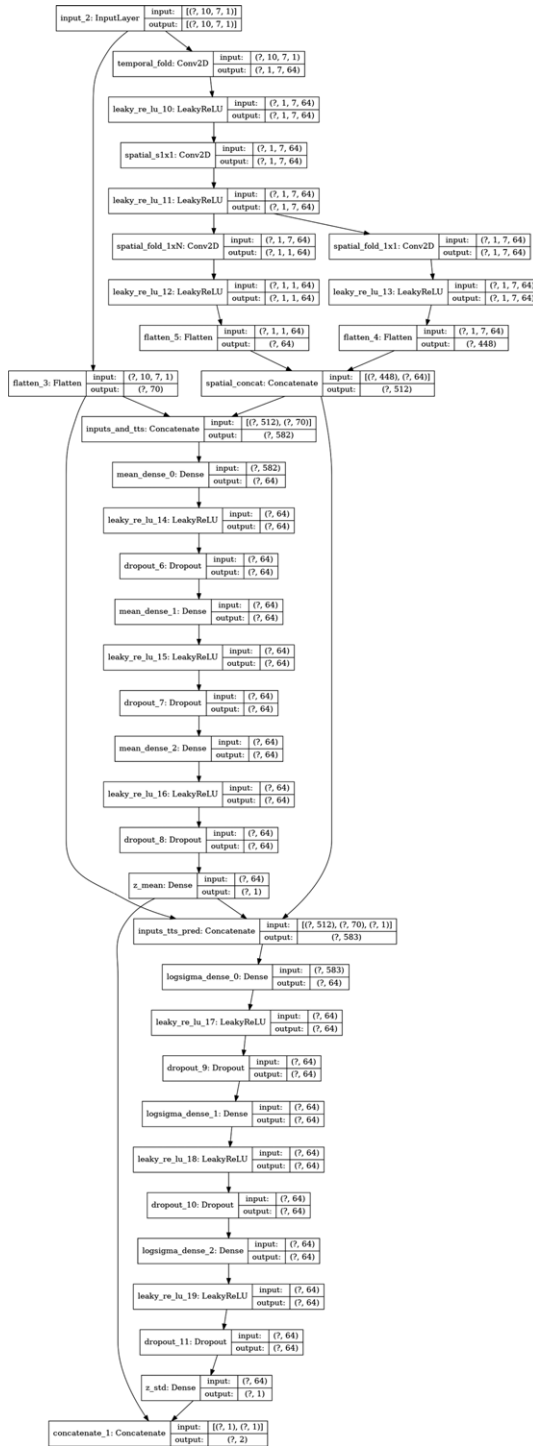 input_2: InputLayer input: [(?, 10, 7, 1)]
output: [(?, 10, 7, 1)]
temporal_fold: Conv2D input: (?, 10, 7, 1)
output: (?, 1, 7, 64)
leaky_re_lu_10: LeakyReLU input: (?, 1, 7, 64)
output: (?, 1, 7, 64)
spatial_s1x1: Conv2D input: (?, 1, 7, 64)
output: (?, 1, 7, 64)
leaky_re_lu_11: LeakyReLU input: (?, 1, 7, 64)
output: (?, 1, 7, 64)
spatial_fold_1xN: Conv2D input: (?, 1, 7, 64)
output: (?, 1, 1, 64)
spatial_fold_1x1: Conv2D input: (?, 1, 7, 64)
output: (?, 1, 7, 64)
leaky_re_lu_12: LeakyReLU input: (?, 1, 1, 64)
output: (?, 1, 1, 64)
leaky_re_lu_13: LeakyReLU input: (?, 1, 7, 64)
output: (?, 1, 7, 64)
flatten_5: Flatten input: (?, 1, 1, 64)
output: (?, 64)
flatten_4: Flatten input: (?, 1, 7, 64)
output: (?, 448)
flatten_3: Flatten input: (?, 10, 7, 1)
output: (?, 70)
spatial_concat: Concatenate input: [(?, 448), (?, 64)]
output: (?, 512)
inputs_and_tts: Concatenate input: [(?, 512), (?, 70)]
output: (?, 582)
mean_dense_0: Dense input: (?, 582)
output: (?, 64)
leaky_re_lu_14: LeakyReLU input: (?, 64)
output: (?, 64)
dropout_6: Dropout input: (?, 64)
output: (?, 64)
mean_dense_1: Dense input: (?, 64)
output: (?, 64)
leaky_re_lu_15: LeakyReLU input: (?, 64)
output: (?, 64)
dropout_7: Dropout input: (?, 64)
output: (?, 64)
mean_dense_2: Dense input: (?, 64)
output: (?, 64)
leaky_re_lu_16: LeakyReLU input: (?, 64)
output: (?, 64)
dropout_8: Dropout input: (?, 64)
output: (?, 64)
z_mean: Dense input: (?, 64)
output: (?, 1)
inputs_tts_pred: Concatenate input: [(?, 512), (?, 70), (?, 1)]
output: (?, 583)
logsigma_dense_0: Dense input: (?, 583)
output: (?, 64)
leaky_re_lu_17: LeakyReLU input: (?, 64)
output: (?, 64)
dropout_9: Dropout input: (?, 64)
output: (?, 64)
logsigma_dense_1: Dense input: (?, 64)
output: (?, 64)
leaky_re_lu_18: LeakyReLU input: (?, 64)
output: (?, 64)
dropout_10: Dropout input: (?, 64)
output: (?, 64)
logsigma_dense_2: Dense input: (?, 64)
output: (?, 64)
leaky_re_lu_19: LeakyReLU input: (?, 64)
output: (?, 64)
dropout_11: Dropout input: (?, 64)
output: (?, 64)
z_std: Dense input: (?, 64)
output: (?, 1)
concatenate_1: Concatenate input: [(?, 1), (?, 1)]
output: (?, 2)